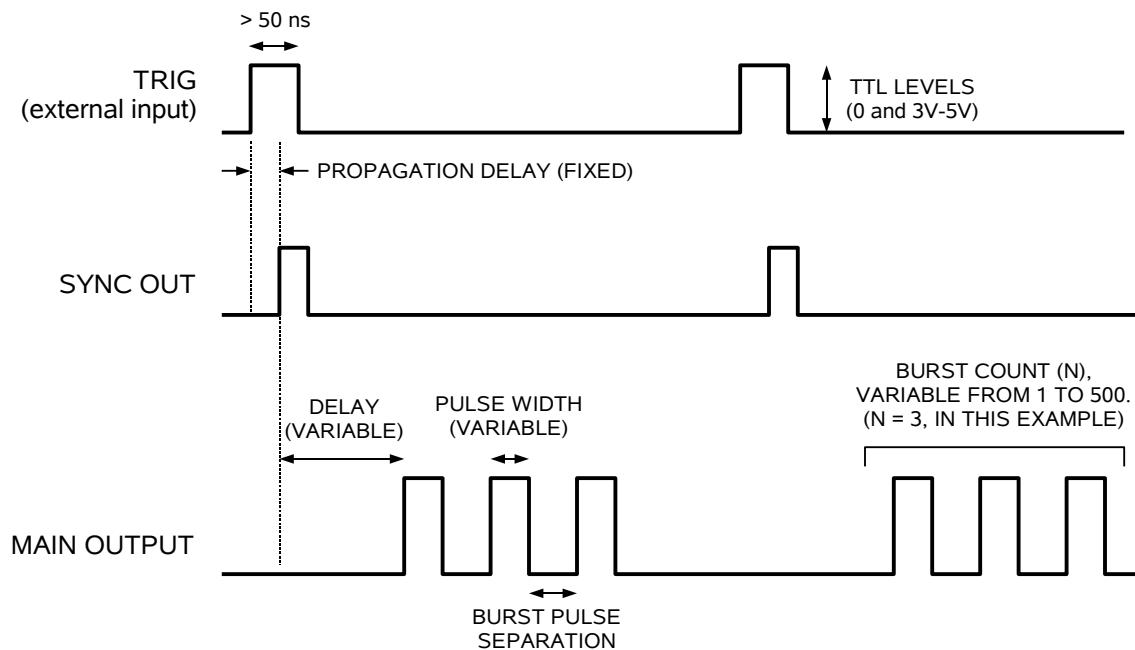 > 50 ns
TRIG
(external input)
TTL LEVELS
(0 and 3V-5V)
PROPAGATION DELAY (FIXED)
SYNC OUT
BURST COUNT (N),
VARIABLE FROM 1 TO 500.
(N = 3, IN THIS EXAMPLE)
DELAY
(VARIABLE)
PULSE WIDTH
(VARIABLE)
MAIN OUTPUT
BURST PULSE
SEPARATION